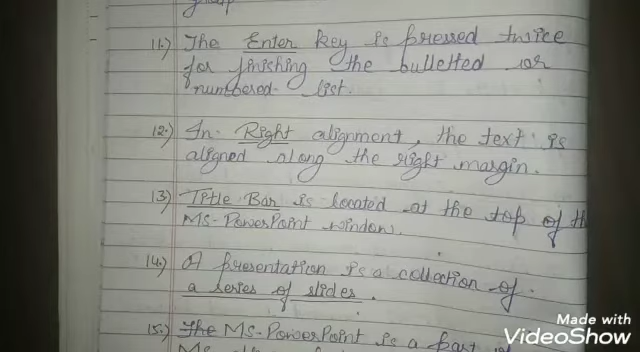 group
11.) The Enter key is pressed twice
for finishing the bulletted or
numbered list.
12.) In Right alignment, the text is
aligned along the right margin.
13.) Title Bar is located at the top of th
MS-PowerPoint window.
14.) A presentation is a collection of
a series of slides.
15.) The MS-PowerPoint is a part of
Made with
VideoShow